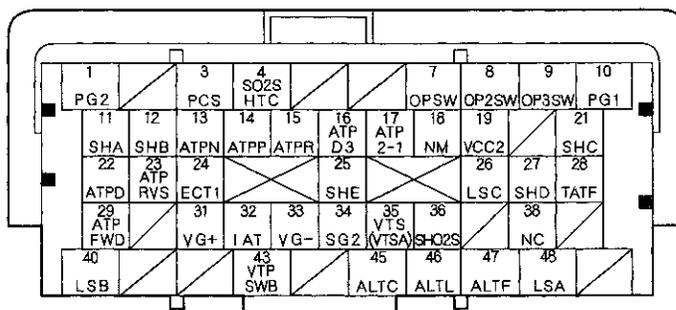 1 3 4 7 8 9 10
SO2S
PG2 PCS HTC OPSW OP2SW OP3SW PG1
11 12 13 14 15 16 17 18 19 21
ATP ATP
SHA SHB ATPN ATPP ATPR D3 2-1 NM VCC2 SHC
22 23 24 25 26 27 28
ATP
ATPD RVS ECT1 SHE LSC SHD TATF
29 31 32 33 34 35 36 38
ATP VTS
FWD VG+ IAT VG- SG2 (VTSA) SHO2S NC
40 43 45 46 47 48
VTP
LSB SWB ALTC ALTL ALTF LSA